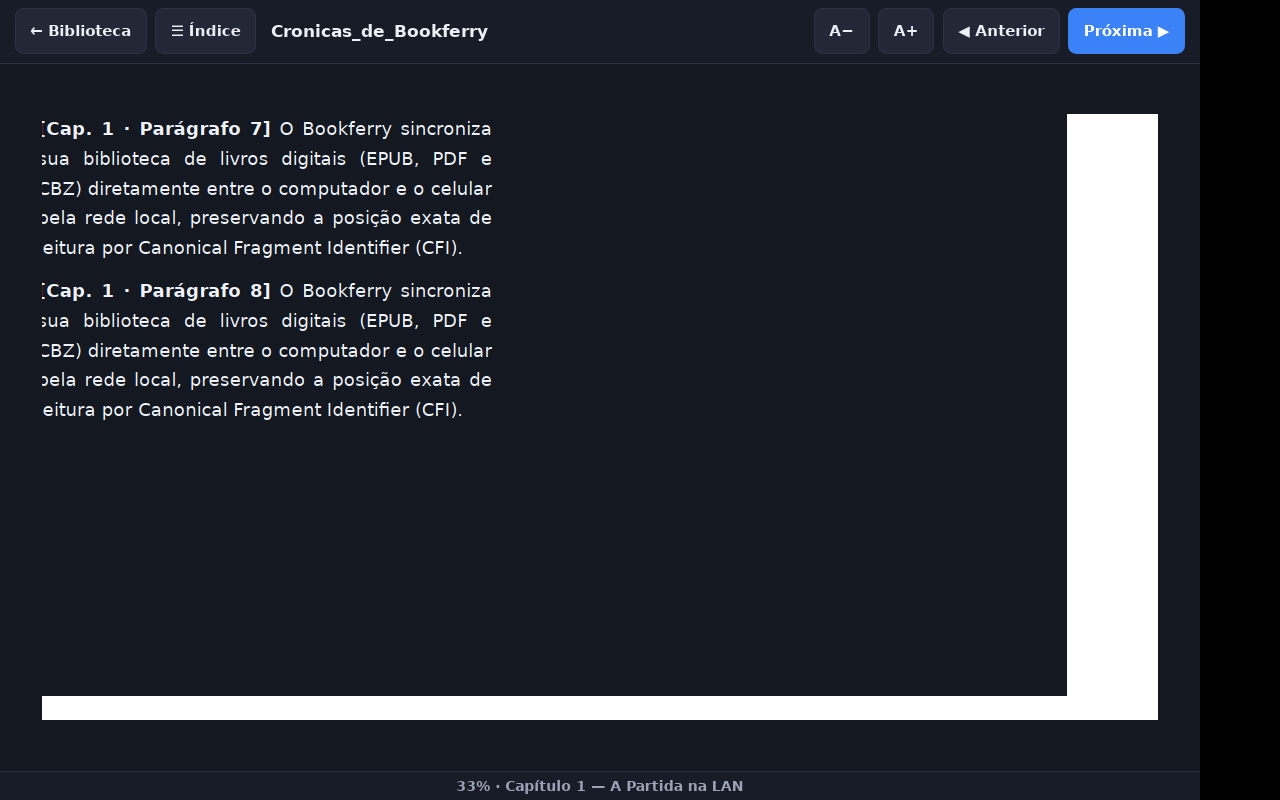 ← Biblioteca
☰ Índice
Cronicas_de_Bookferry
A−
A+
◀ Anterior
Próxima ▶
[Cap. 1 · Parágrafo 7] O Bookferry sincroniza
sua biblioteca de livros digitais (EPUB, PDF e
CBZ) diretamente entre o computador e o celular
pela rede local, preservando a posição exata de
eitura por Canonical Fragment Identifier (CFI).
[Cap. 1 · Parágrafo 8] O Bookferry sincroniza
sua biblioteca de livros digitais (EPUB, PDF e
CBZ) diretamente entre o computador e o celular
pela rede local, preservando a posição exata de
eitura por Canonical Fragment Identifier (CFI).
33% · Capítulo 1 — A Partida na LAN